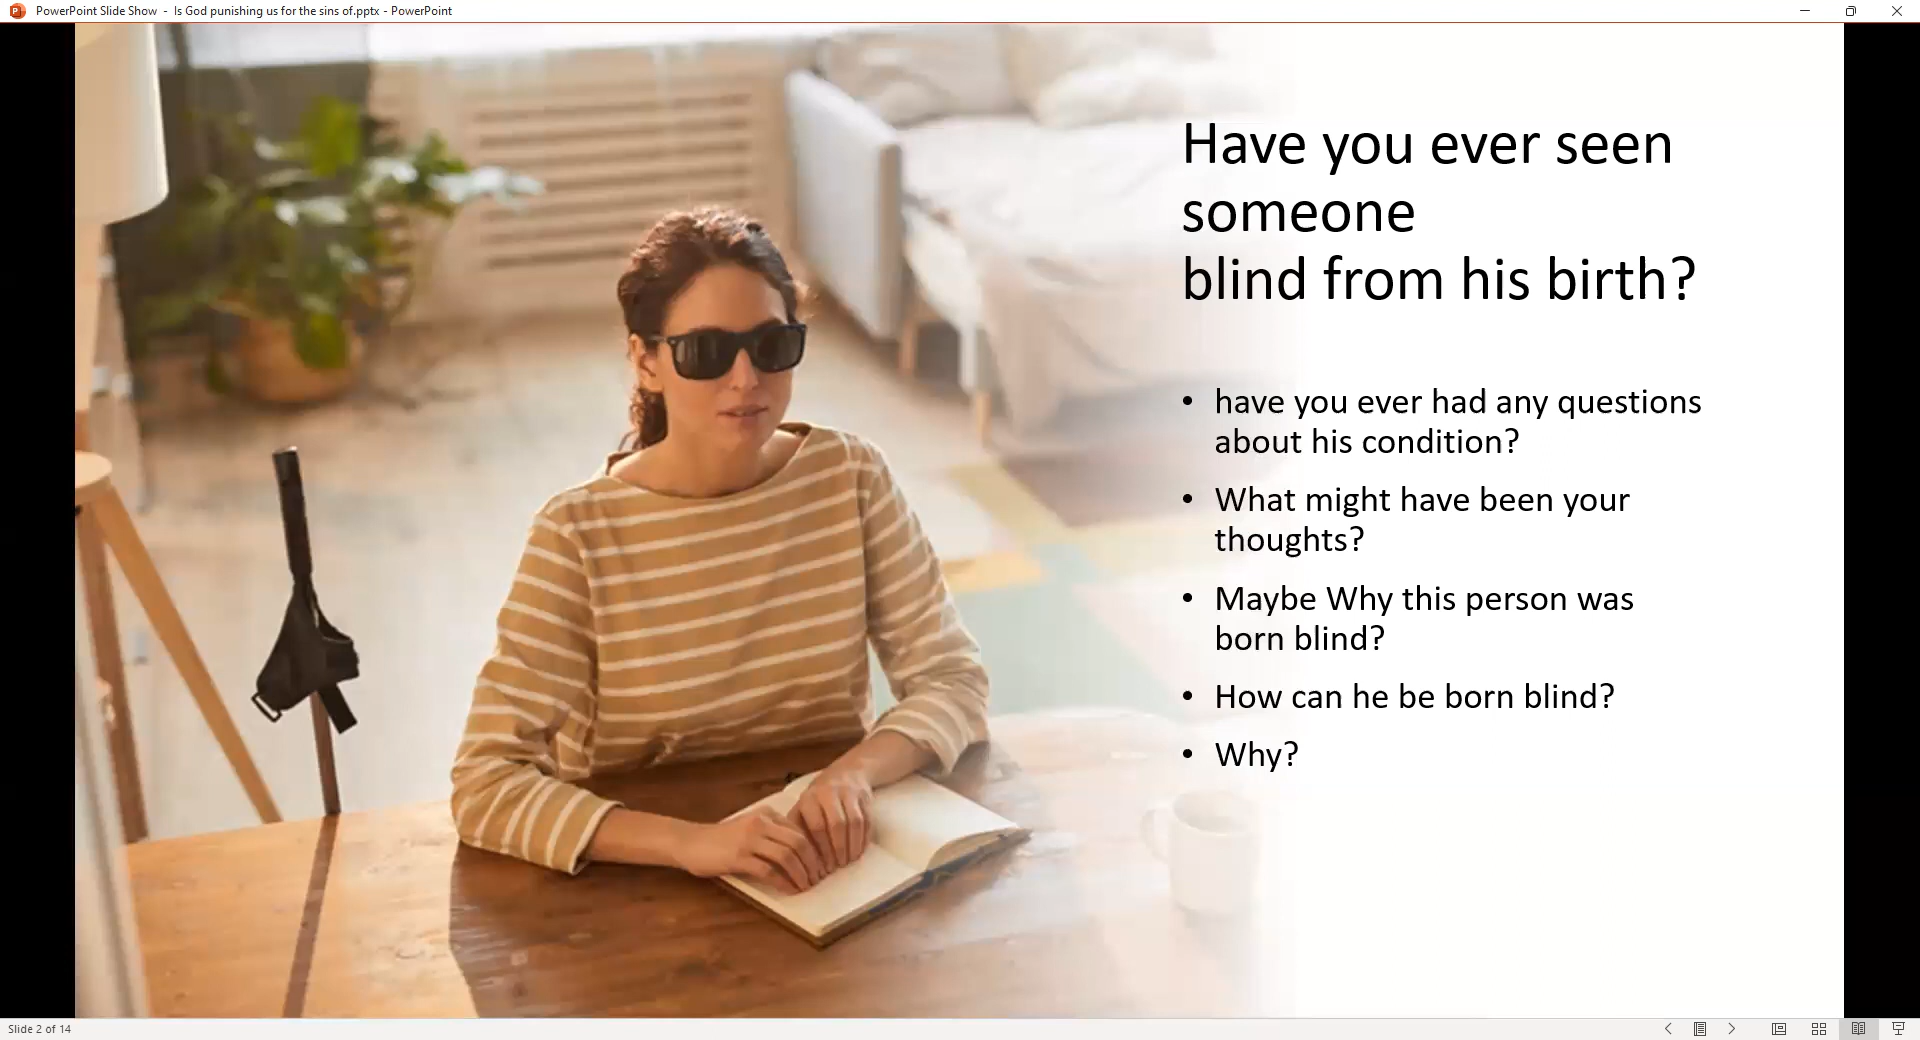 PowerPoint Slide Show - Is God punishing us for the sins of.pptx - PowerPoint
Have you ever seen
someone
blind from his birth?
• have you ever had any questions
about his condition?
• What might have been your
thoughts?
• Maybe Why this person was
born blind?
• How can he be born blind?
• Why?
Slide 2 of 14